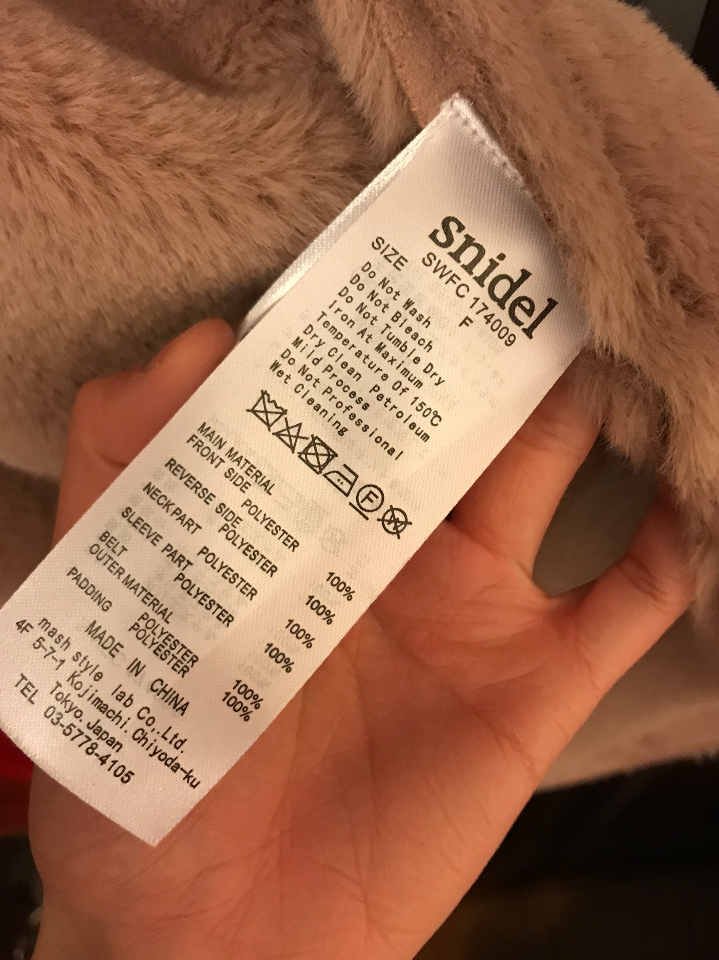 snidel
SWFC 174009
SIZE F
Do Not Wash
Do Not Bleach
Do Not Tumble Dry
Iron At Maximum
Temperature Of 150℃
Dry Clean Petroleum
Mild Process
Do Not Professional
Wet Cleaning
F
W
MAIN MATERIAL
FRONT SIDE POLYESTER 100%
REVERSE SIDE POLYESTER 100%
NECKPART POLYESTER 100%
SLEEVE PART POLYESTER 100%
BELT
OUTER MATERIAL POLYESTER 100%
PADDING POLYESTER 100%
MADE IN CHINA
mash style lab Co.,Ltd.
4F 5-7-1 Kojimachi, Chiyoda-ku
Tokyo, Japan
TEL 03-5778-4105